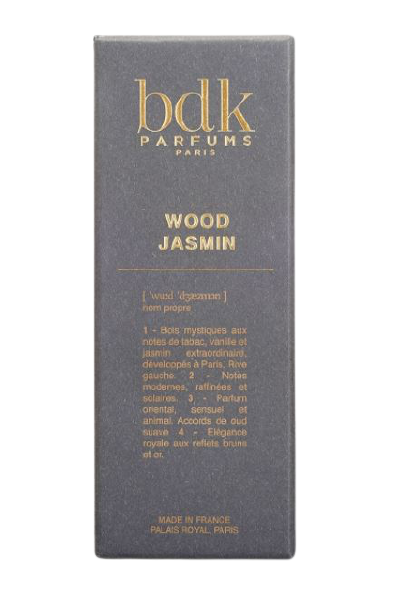 bdk
PARFUMS
PARIS
WOOD
JASMIN
nom propre
1 - Bois mystiques aux
notes de tabac, vanille et
jasmin extraordinaire,
développés à Paris, Rive
gauche 2 - Notes
modernes, raffinées et
solaires. 3 - Parfum
oriental, sensuel et
animal. Accords de oud
suave 4 - Élégance
royale aux reflets bruns
et or.
MADE IN FRANCE
PALAIS ROYAL, PARIS